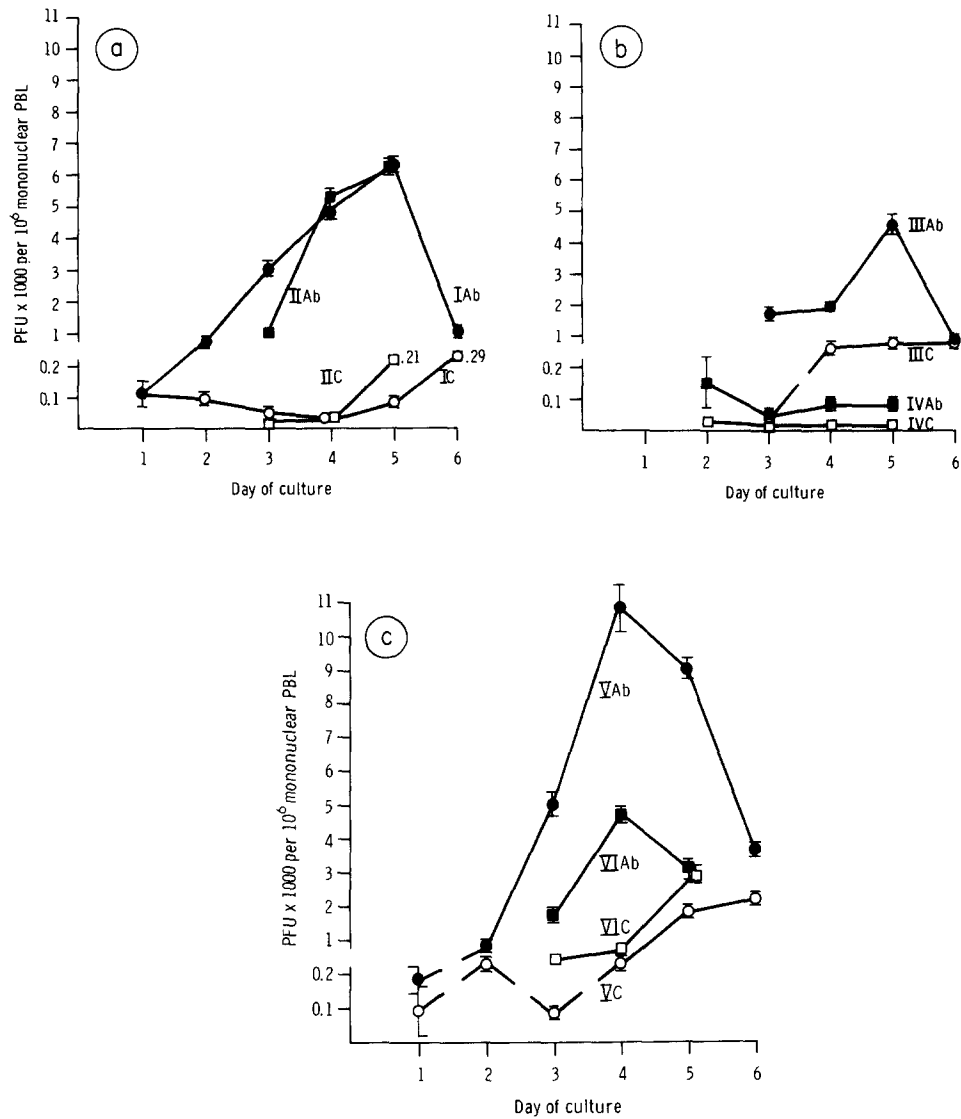 a
PFU x 1000 per 10⁶ mononuclear PBL
11
10
9
8
7
6
5
4
3
2
1
0.2
0.1
IIAb
IAb
IIC
.21
IC
.29
1 2 3 4 5 6
Day of culture
b
11
10
9
8
7
6
5
4
3
2
1
0.2
0.1
IIIAb
IIIC
IVAb
IVC
1 2 3 4 5 6
Day of culture
c
PFU x 1000 per 10⁶ mononuclear PBL
11
10
9
8
7
6
5
4
3
2
1
0.2
0.1
VAb
VIAb
VIC
VC
1 2 3 4 5 6
Day of culture